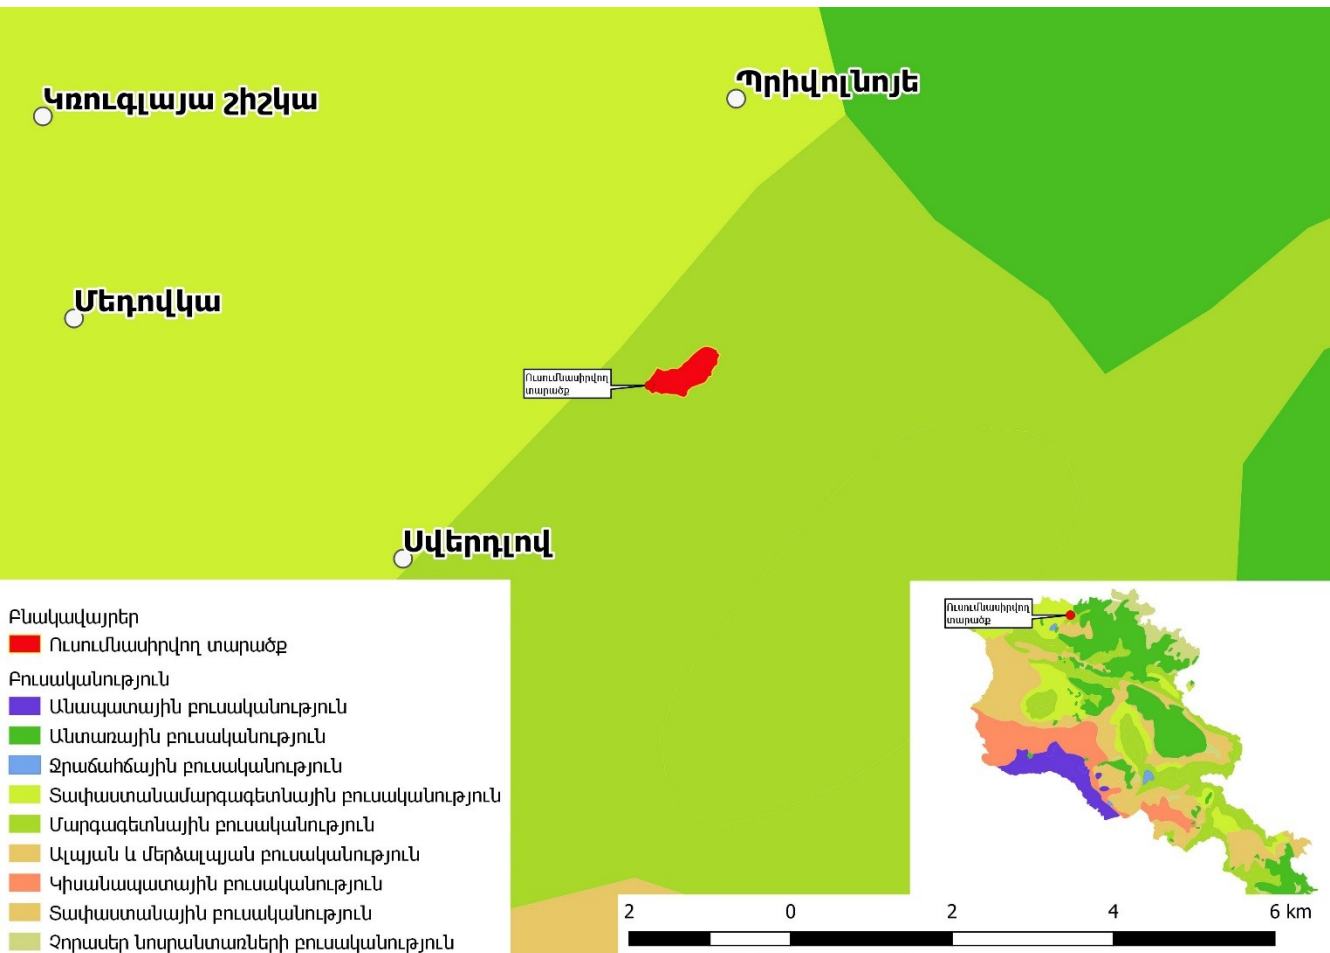 Կռուգլայա շիշկա
Պրիվոլնոյե
Մեդովկա
Ուսումնասիրվող
տարածք
Սվերդլով
Բնակավայրեր
Ուսումնասիրվող տարածք
Բուսականություն
Անապատային բուսականություն
Անտառային բուսականություն
Ջրաճահճային բուսականություն
Տափաստանամարգագետնային բուսականություն
Մարգագետնային բուսականություն
Ալպյան և մերձալպյան բուսականություն
Կիսանապատային բուսականություն
Տափաստանային բուսականություն
Չորասեր նոսրանտառների բուսականություն
Ուսումնասիրվող
տարածք
2 0 2 4 6 km